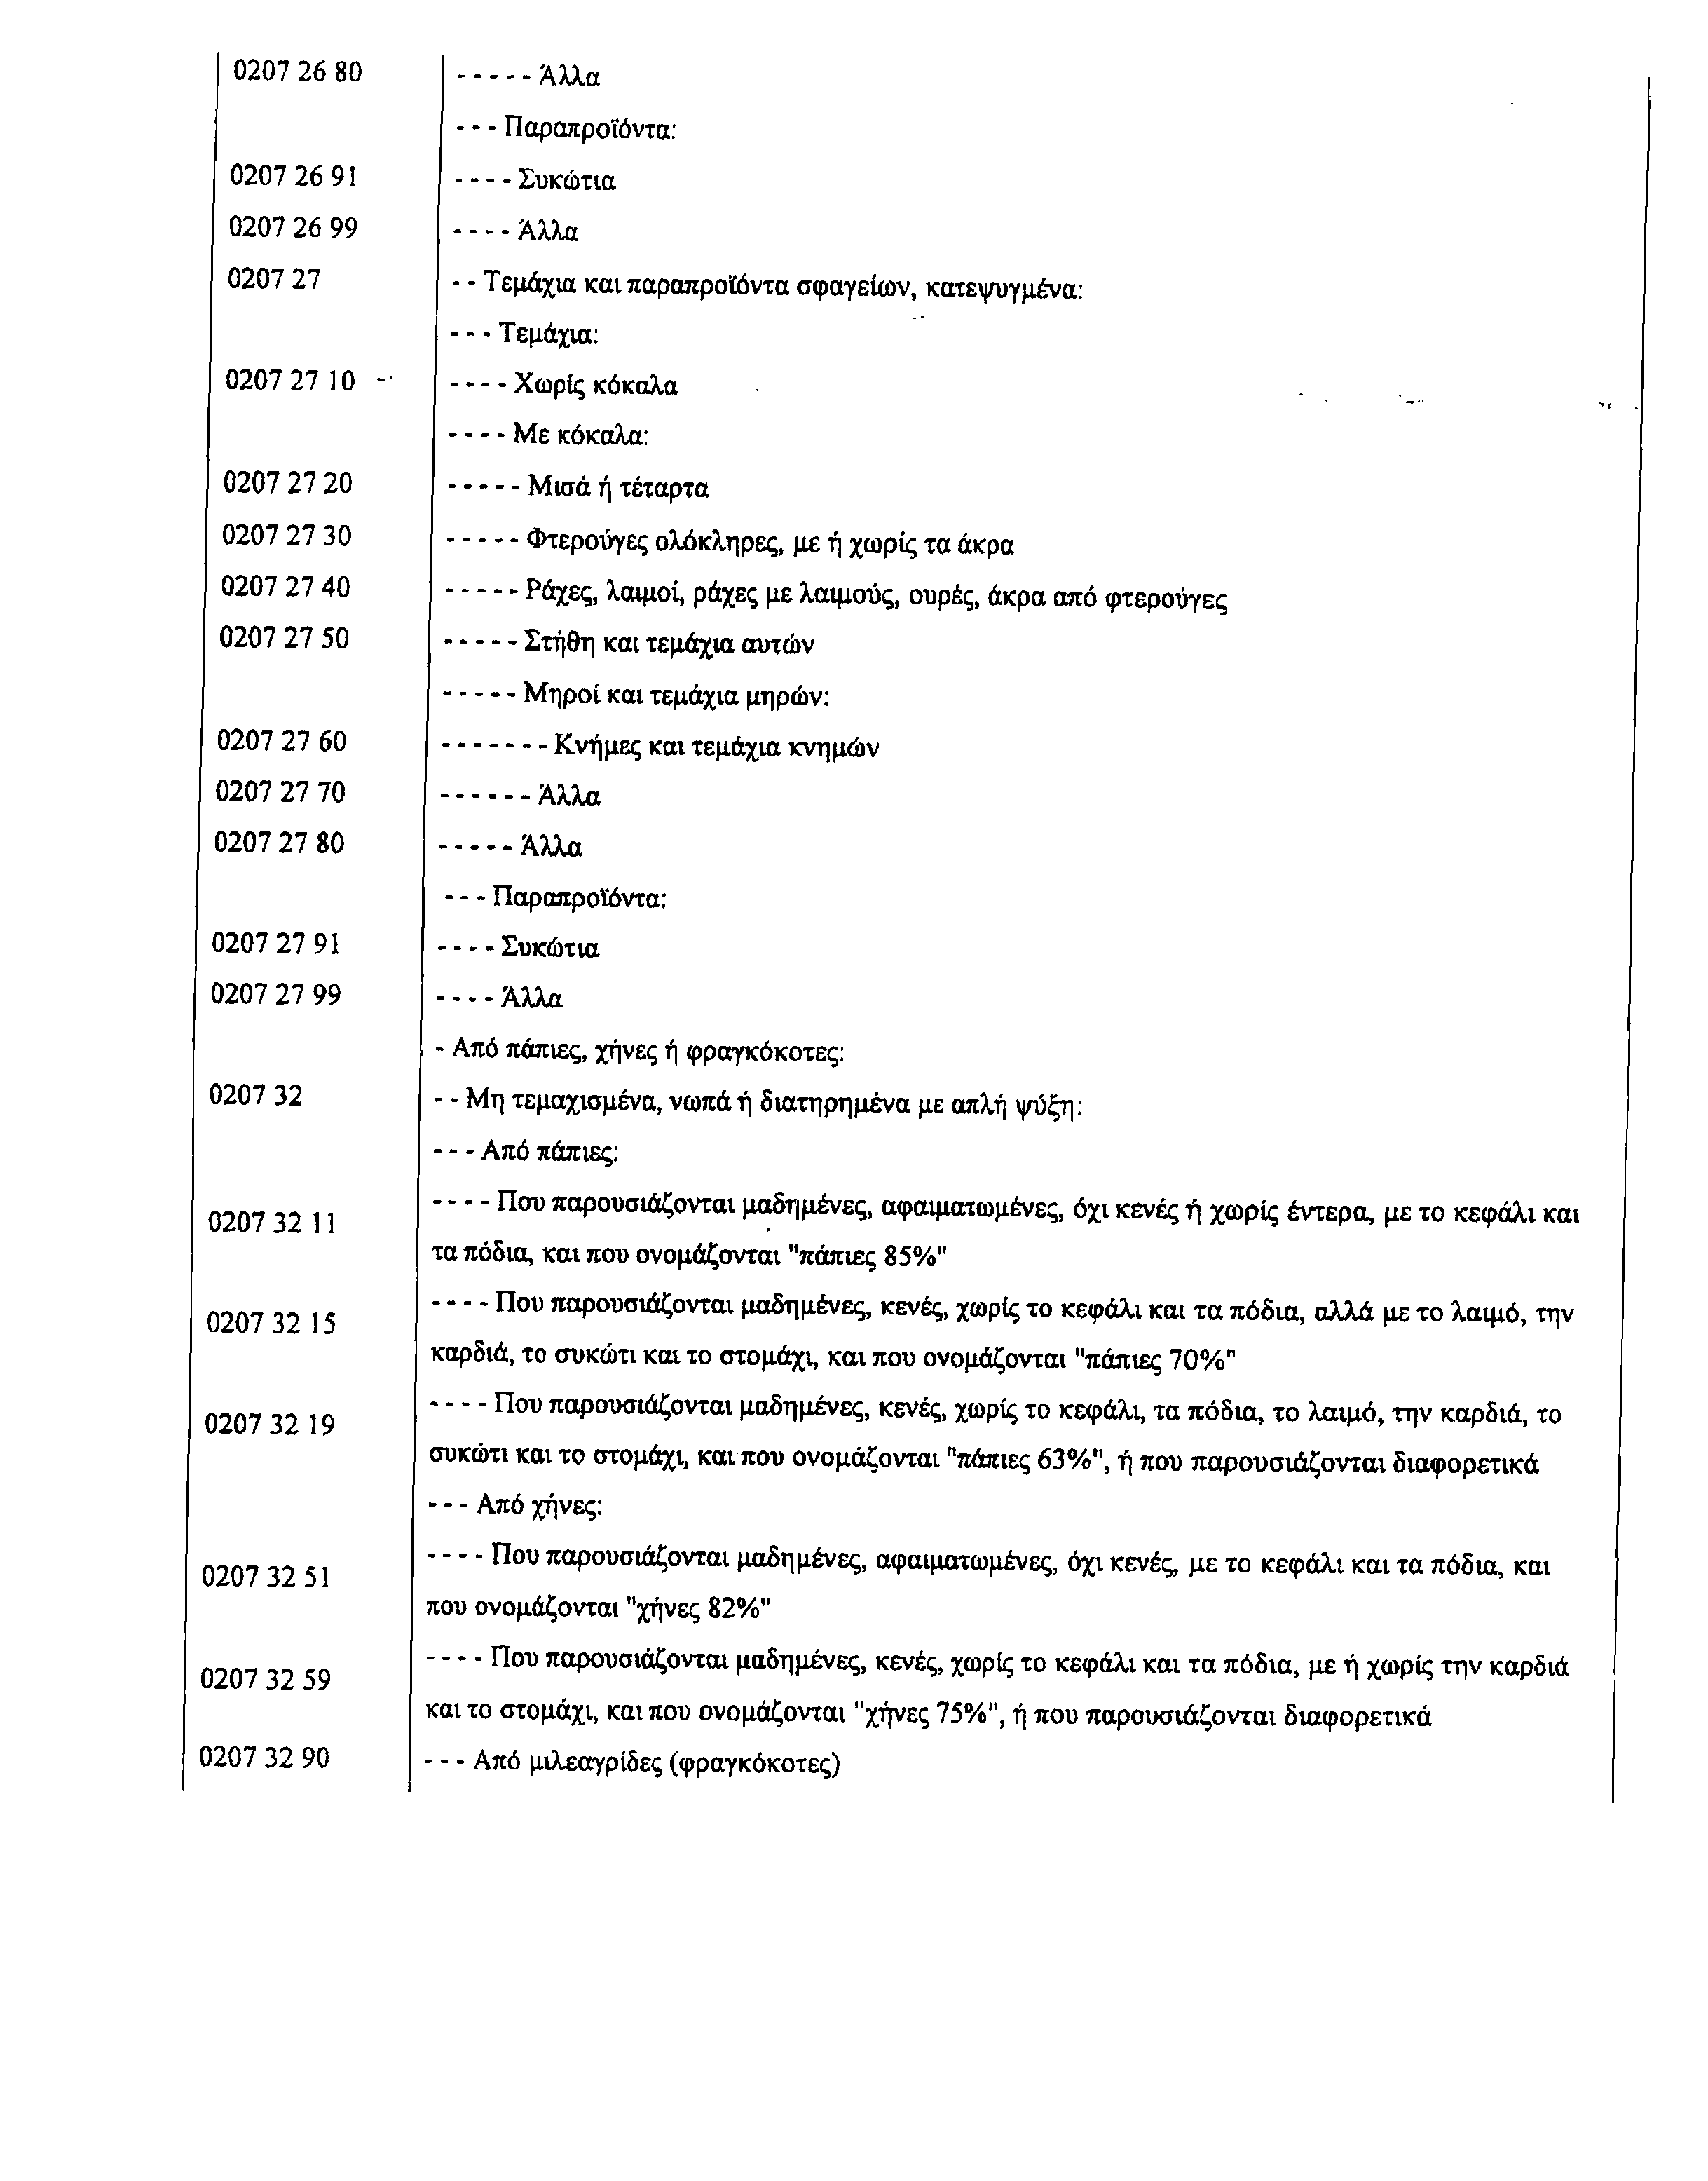 0207 26 80 - - - - - Άλλα
- - - Παραπροϊόντα:
0207 26 91 - - - - Συκώτια
0207 26 99 - - - - Άλλα
0207 27 - - Τεμάχια και παραπροϊόντα σφαγείων, κατεψυγμένα:
- - - Τεμάχια:
0207 27 10 - - - - Χωρίς κόκαλα
- - - - Με κόκαλα:
0207 27 20 - - - - - Μισά ή τέταρτα
0207 27 30 - - - - - Φτερούγες ολόκληρες, με ή χωρίς τα άκρα
0207 27 40 - - - - - Ράχες, λαιμοί, ράχες με λαιμούς, ουρές, άκρα από φτερούγες
0207 27 50 - - - - - Στήθη και τεμάχια αυτών
- - - - - Μηροί και τεμάχια μηρών:
0207 27 60 - - - - - - - Κνήμες και τεμάχια κνημών
0207 27 70 - - - - - - Άλλα
0207 27 80 - - - - - Άλλα
- - - Παραπροϊόντα:
0207 27 91 - - - - Συκώτια
0207 27 99 - - - - Άλλα
- Από πάπιες, χήνες ή φραγκόκοτες:
0207 32 - - Μη τεμαχισμένα, νωπά ή διατηρημένα με απλή ψύξη:
- - - Από πάπιες:
0207 32 11 - - - - Που παρουσιάζονται μαδημένες, αφαιματωμένες, όχι κενές ή χωρίς έντερα, με το κεφάλι και
τα πόδια, και που ονομάζονται "πάπιες 85%"
0207 32 15 - - - - Που παρουσιάζονται μαδημένες, κενές, χωρίς το κεφάλι και τα πόδια, αλλά με το λαιμό, την
καρδιά, το συκώτι και το στομάχι, και που ονομάζονται "πάπιες 70%"
0207 32 19 - - - - Που παρουσιάζονται μαδημένες, κενές, χωρίς το κεφάλι, τα πόδια, το λαιμό, την καρδιά, το
συκώτι και το στομάχι, και που ονομάζονται "πάπιες 63%", ή που παρουσιάζονται διαφορετικά
- - - Από χήνες:
0207 32 51 - - - - Που παρουσιάζονται μαδημένες, αφαιματωμένες, όχι κενές, με το κεφάλι και τα πόδια, και
που ονομάζονται "χήνες 82%"
0207 32 59 - - - - Που παρουσιάζονται μαδημένες, κενές, χωρίς το κεφάλι και τα πόδια, με ή χωρίς την καρδιά
και το στομάχι, και που ονομάζονται "χήνες 75%", ή που παρουσιάζονται διαφορετικά
0207 32 90 - - - Από μιλεαγρίδες (φραγκόκοτες)